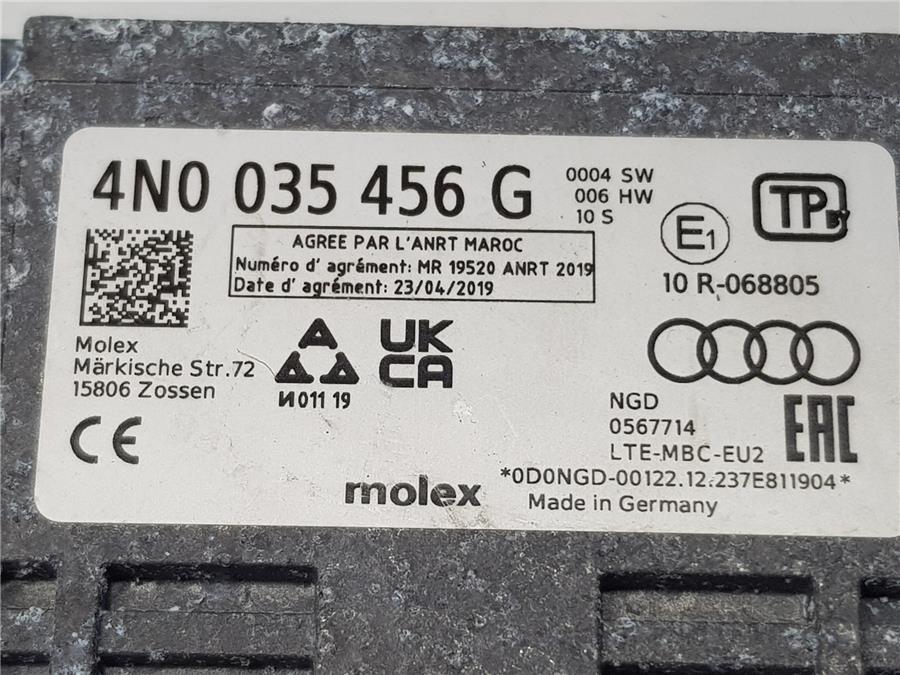 4N0 035 456 G
0004 SW
006 HW
10 S
TP BY
E1
10 R-068805
AGREE PAR L'ANRT MAROC
Numéro d' agrément: MR 19520 ANRT 2019
Date d' agrément: 23/04/2019
Molex
Märkische Str.72
15806 Zossen
И011 19
UK
CA
CE
NGD
0567714
LTE-MBC-EU2
EAC
*0D0NGD-00122.12.237E811904*
molex
Made in Germany